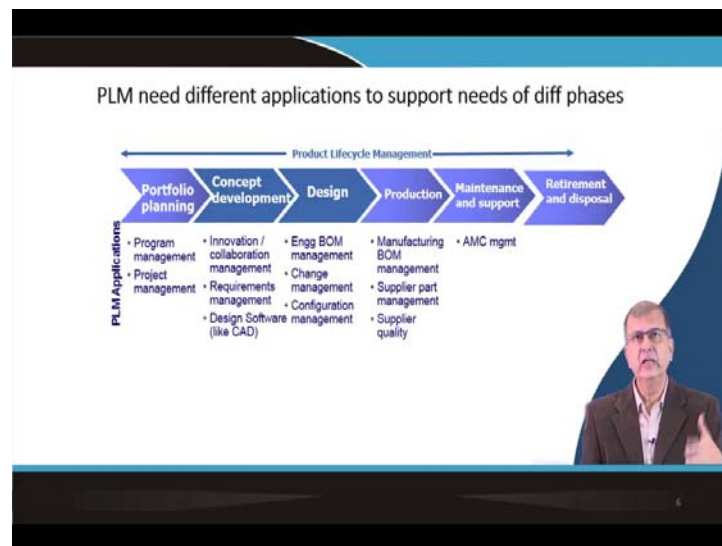 PLM need different applications to support needs of diff phases
Product Lifecycle Management
Portfolio
planning
Concept
development
Design
Production
Maintenance
and support
Retirement
and disposal
PLM Applications
• Program
management
• Project
management
• Innovation /
collaboration
management
• Requirements
management
• Design Software
(like CAD)
• Engg BOM
management
• Change
management
• Configuration
management
• Manufacturing
BOM
management
• Supplier part
management
• Supplier
quality
• AMC mgmt
6